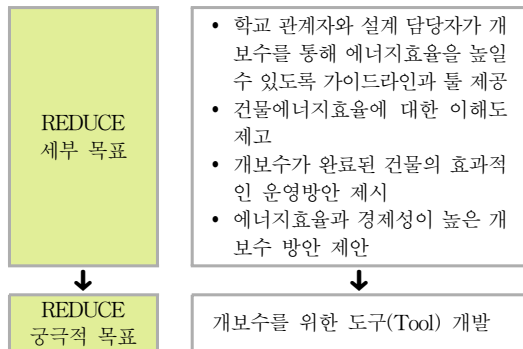 REDUCE
세부 목표
• 학교 관계자와 설계 담당자가 개
보수를 통해 에너지효율을 높일
수 있도록 가이드라인과 툴 제공
• 건물에너지효율에 대한 이해도
제고
• 개보수가 완료된 건물의 효과적
인 운영방안 제시
• 에너지효율과 경제성이 높은 개
보수 방안 제안
REDUCE
궁극적 목표
개보수를 위한 도구(Tool) 개발